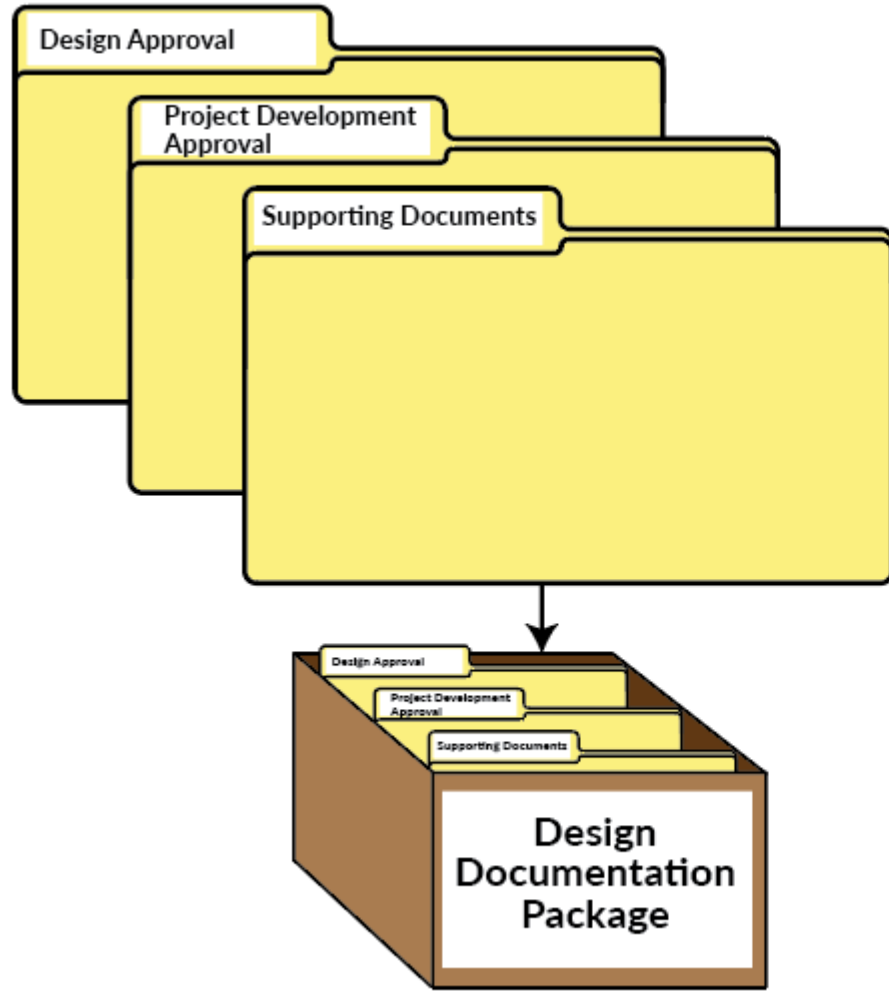 Design Approval
Project Development
Approval
Supporting Documents
Design Approval
Project Development
Approval
Supporting Documents
Design
Documentation
Package